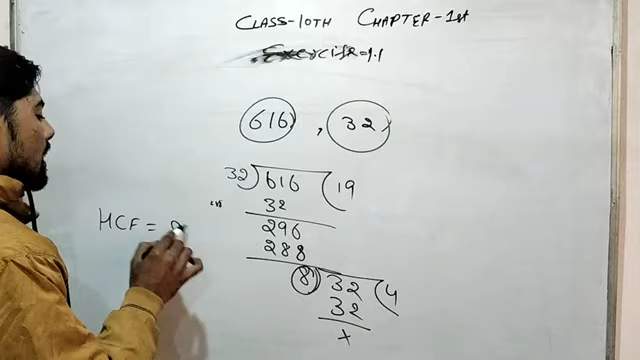 CLASS-10TH CHAPTER-1st
Exercise-1.1
616, 32
32) 616 (19
32
296
288
8) 32 (4
32
x
HCF = 8